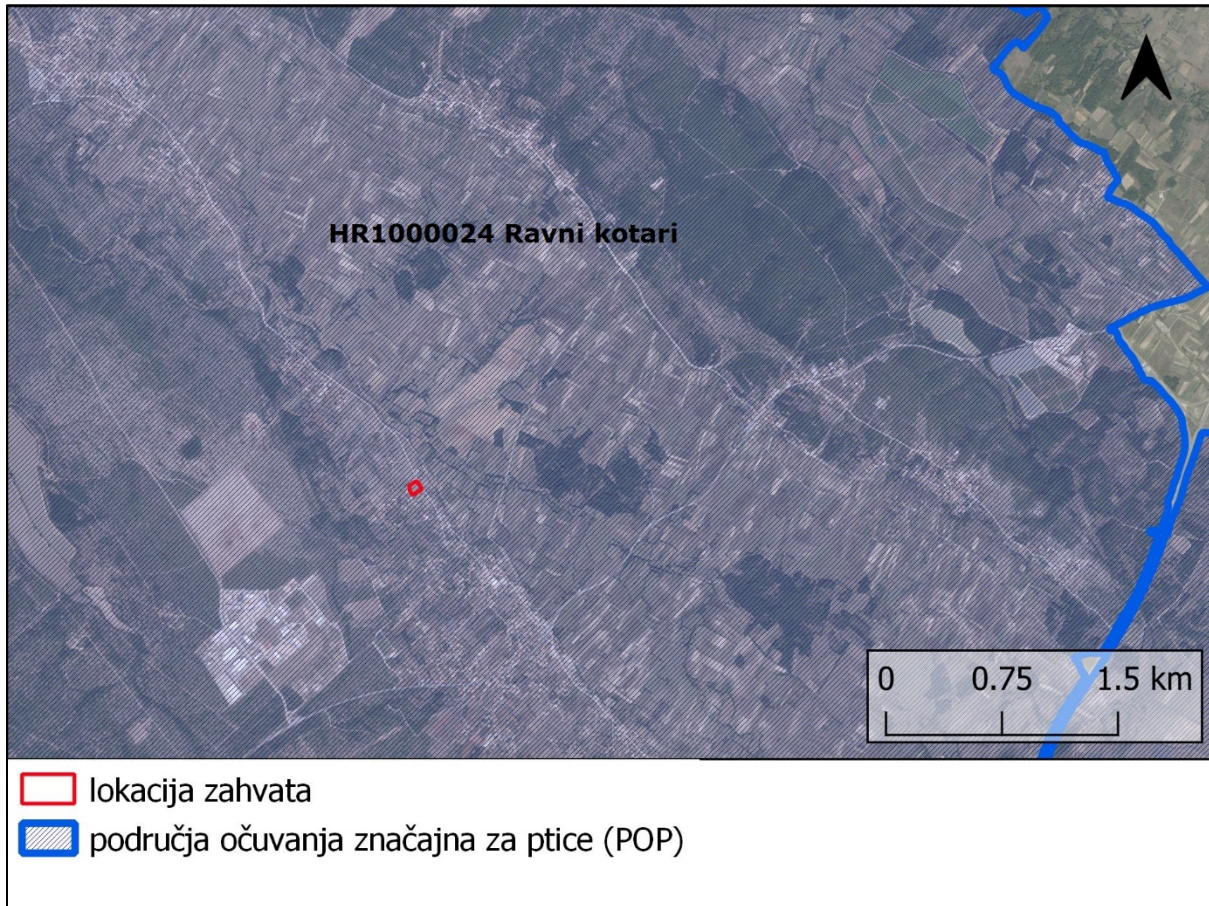 HR1000024 Ravni kotari
0 0.75 1.5 km
lokacija zahvata
područja očuvanja značajna za ptice (POP)